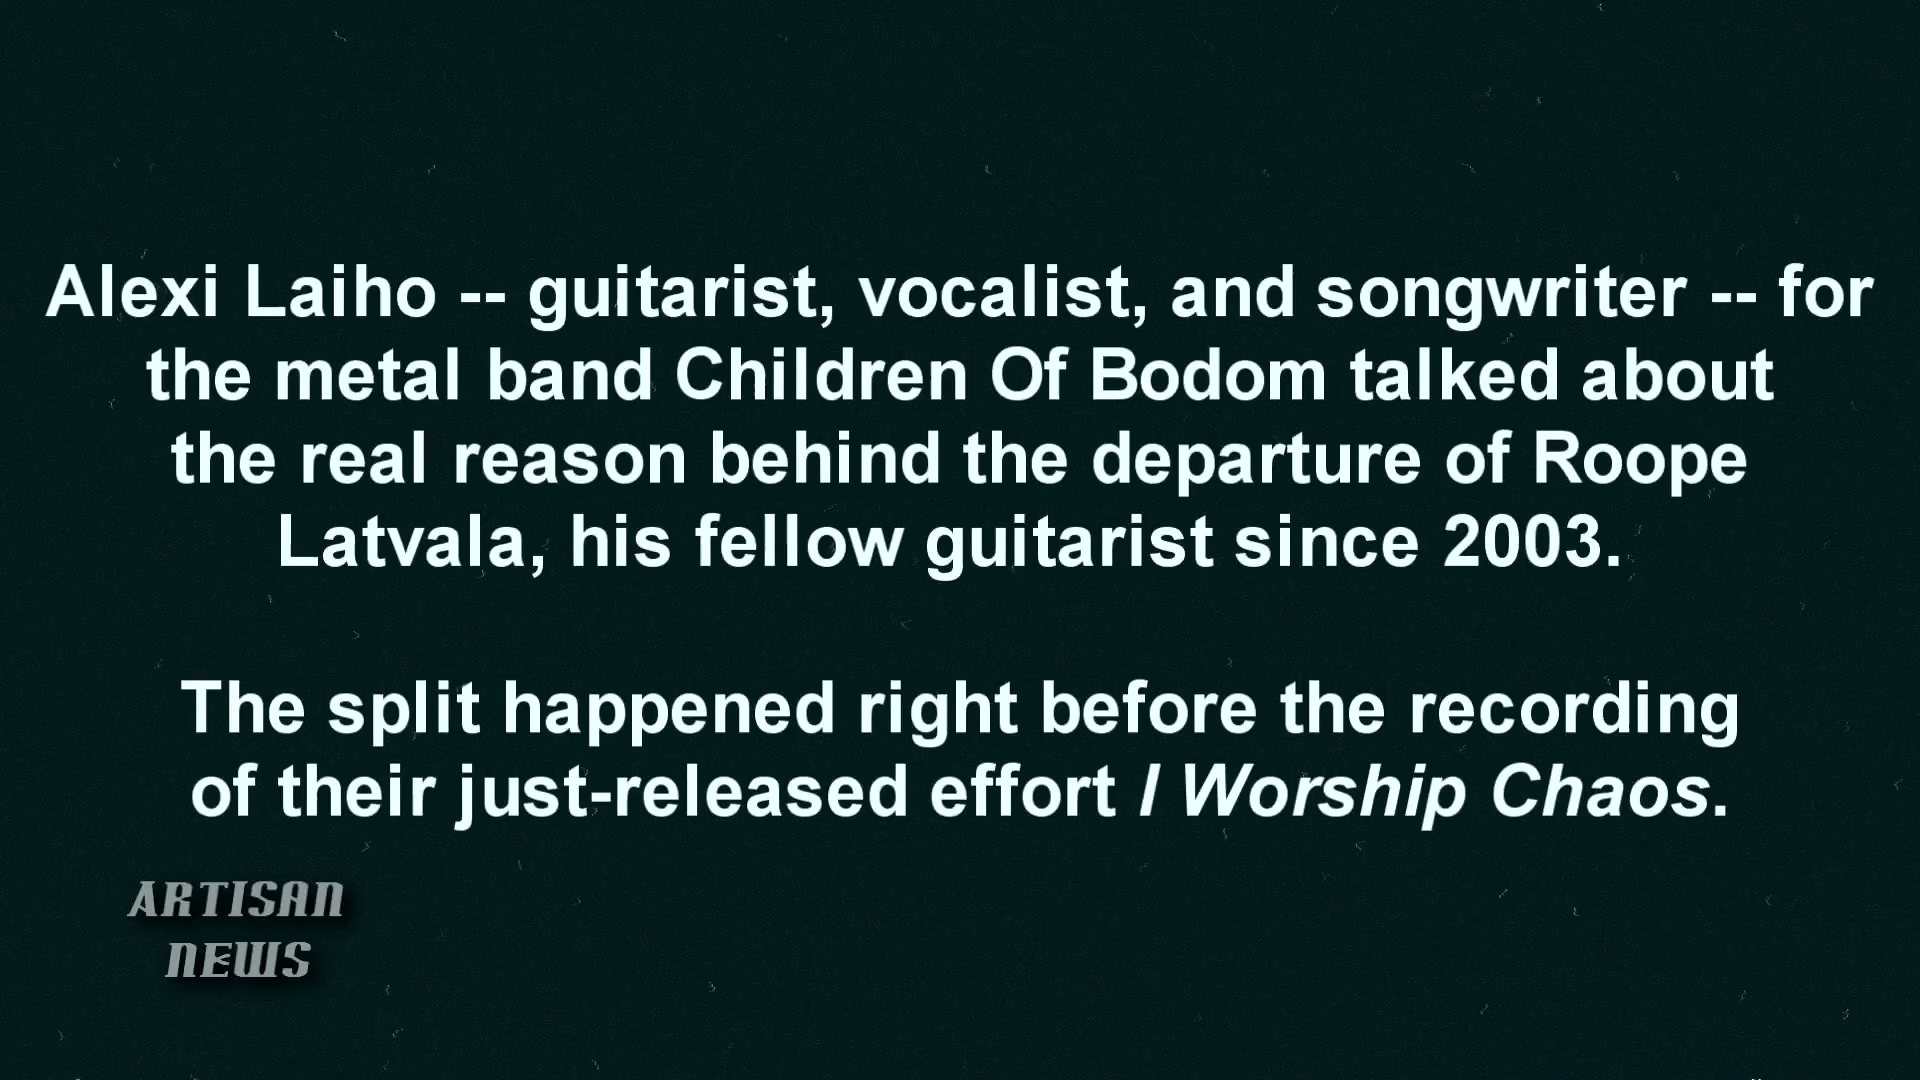 Alexi Laiho -- guitarist, vocalist, and songwriter -- for
the metal band Children Of Bodom talked about
the real reason behind the departure of Roope
Latvala, his fellow guitarist since 2003.
The split happened right before the recording
of their just-released effort I Worship Chaos.
ARTISAN
NEWS